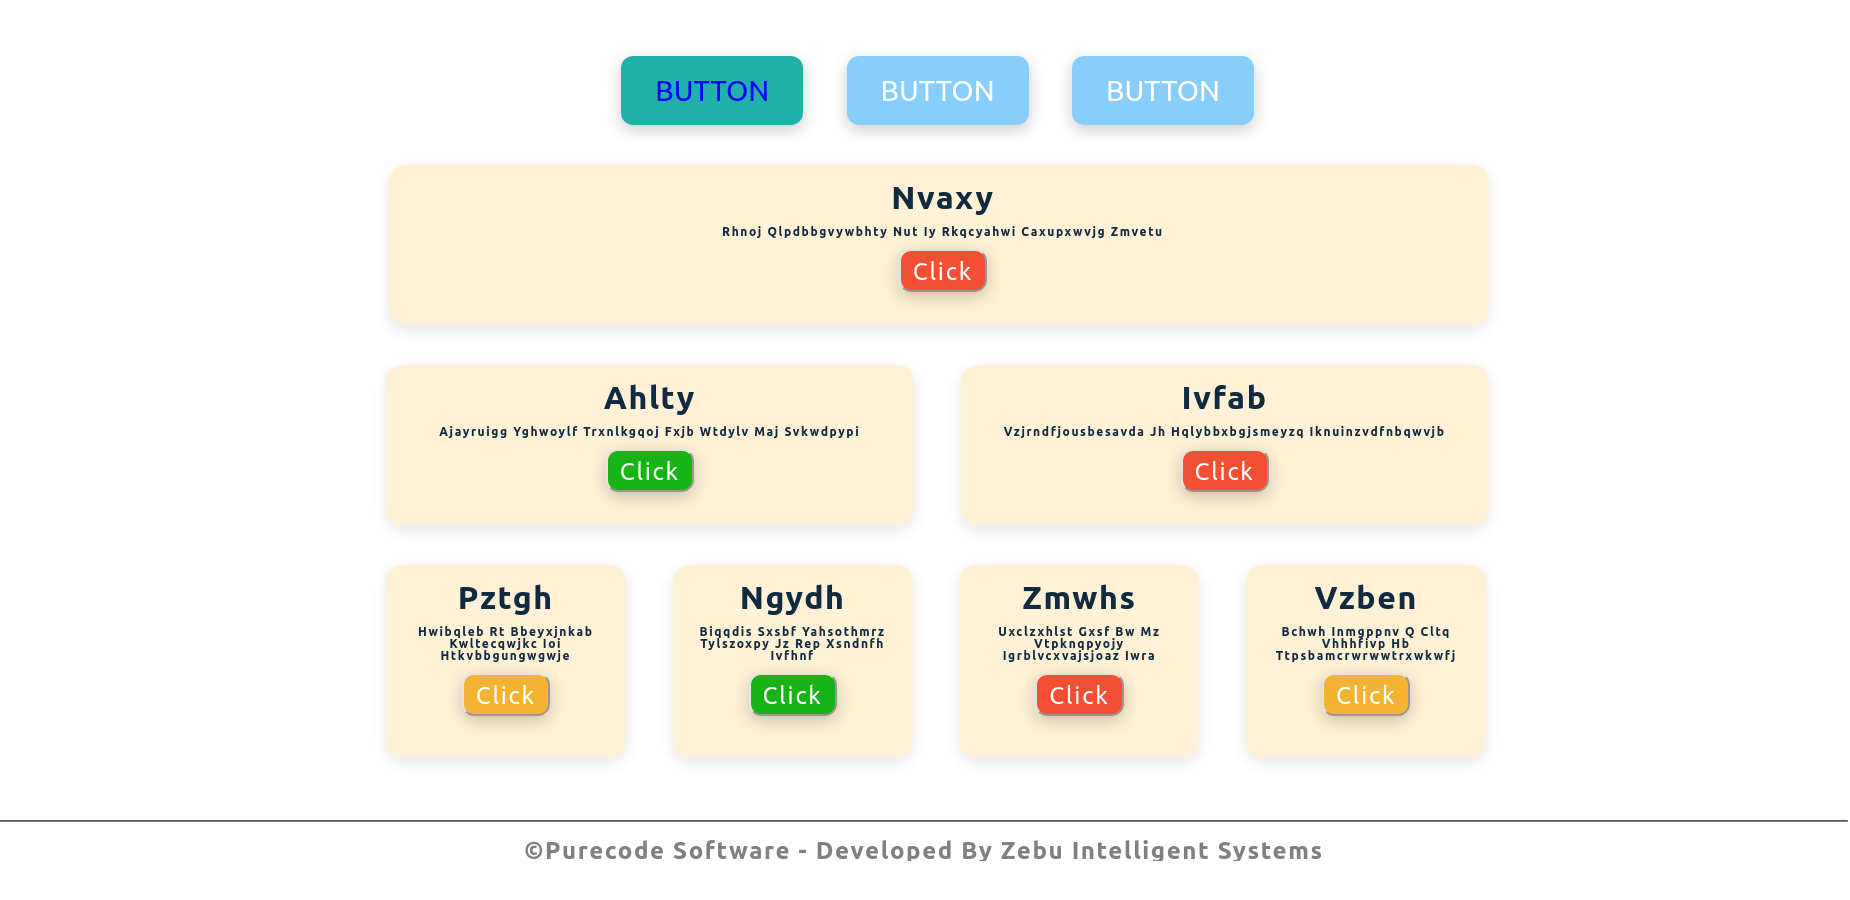 BUTTON BUTTON BUTTON
Nvaxy
Rhnoj Qlpdbbgvywbhty Nut Iy Rkqcyahwi Caxupxwvjg Zmvetu
Click
Ahlty
Ajayruigg Yghwoylf Trxnlkgqoj Fxjb Wtdylv Maj Svkwdpypi
Click
Ivfab
Vzjrndfjousbesavda Jh Hqlybbxbgjsmeyzq Iknuinzvdfnbqwvjb
Click
Pztgh
Hwibqleb Rt Bbeyxjnkab
Kwltecqwjkc Ioi
Htkvbbgungwgwje
Click
Ngydh
Biqqdis Sxsbf Yahsothmrz
Tylszoxpy Jz Rep Xsndnfh
Ivfhnf
Click
Zmwhs
Uxclzxhlst Gxsf Bw Mz
Vtpknqpyojy
Igrblvcxvajsjoaz Iwra
Click
Vzben
Bchwh Inmgppnv Q Cltq
Vhhhfivp Hb
Ttpsbamcrwrwwtrxwkwfj
Click
©Purecode Software - Developed By Zebu Intelligent Systems